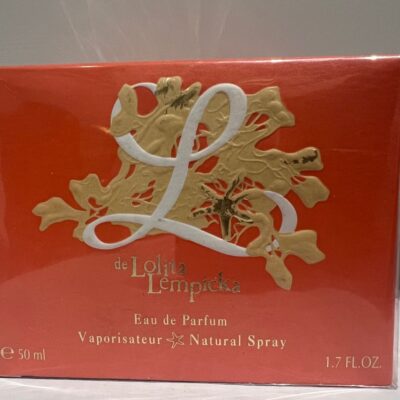 L
de Lolita
Lempicka
Eau de Parfum
Vaporisateur ☆ Natural Spray
℮ 50 ml 1.7 FL.OZ.